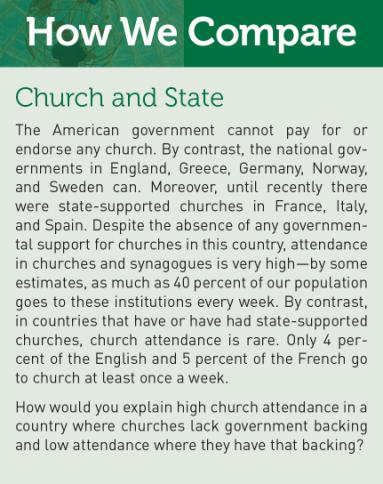 How We Compare
Church and State
The American government cannot pay for or
endorse any church. By contrast, the national gov-
ernments in England, Greece, Germany, Norway,
and Sweden can. Moreover, until recently there
were state-supported churches in France, Italy,
and Spain. Despite the absence of any governmen-
tal support for churches in this country, attendance
in churches and synagogues is very high—by some
estimates, as much as 40 percent of our population
goes to these institutions every week. By contrast,
in countries that have or have had state-supported
churches, church attendance is rare. Only 4 per-
cent of the English and 5 percent of the French go
to church at least once a week.
How would you explain high church attendance in a
country where churches lack government backing
and low attendance where they have that backing?